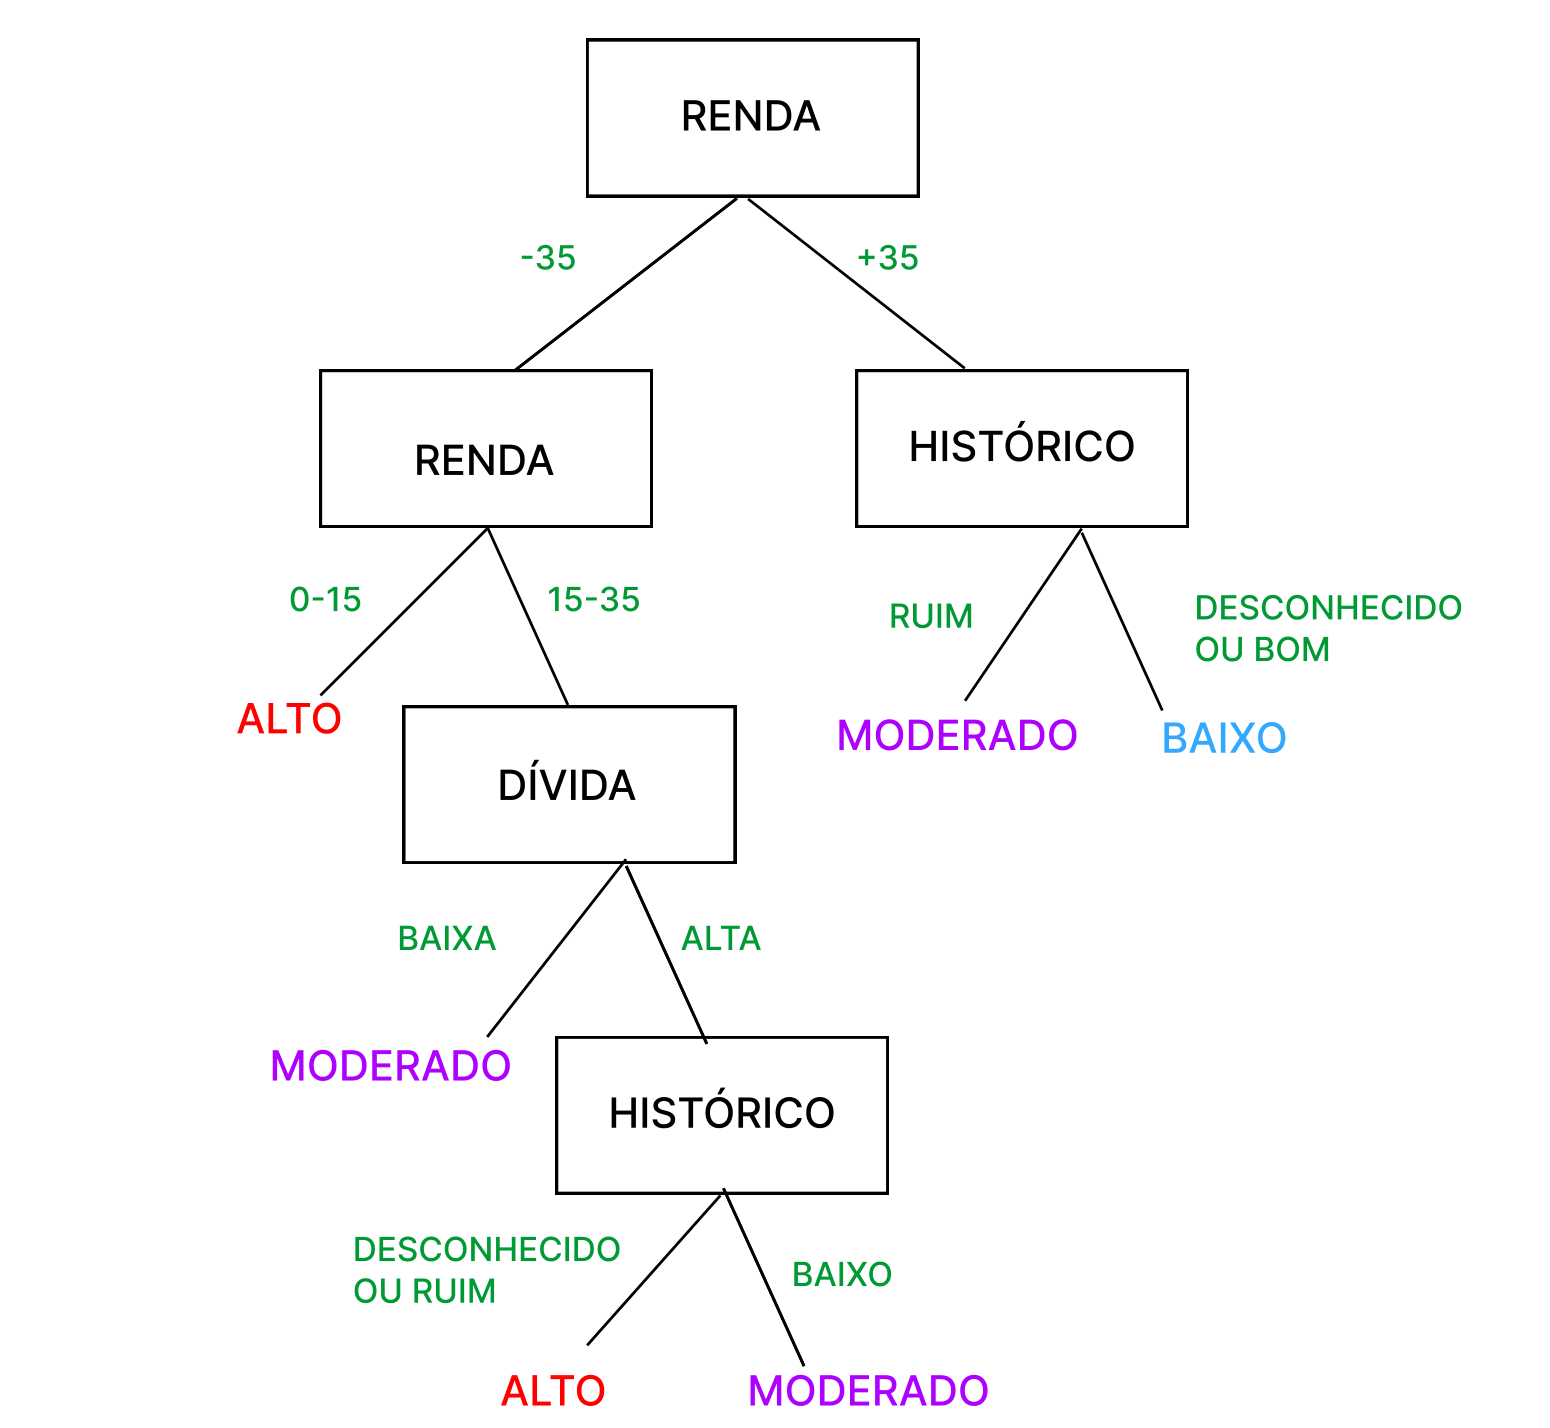 RENDA
-35
+35
RENDA
HISTÓRICO
0-15
15-35
RUIM
DESCONHECIDO
OU BOM
ALTO
MODERADO
BAIXO
DÍVIDA
BAIXA
ALTA
MODERADO
HISTÓRICO
DESCONHECIDO
OU RUIM
BAIXO
ALTO
MODERADO